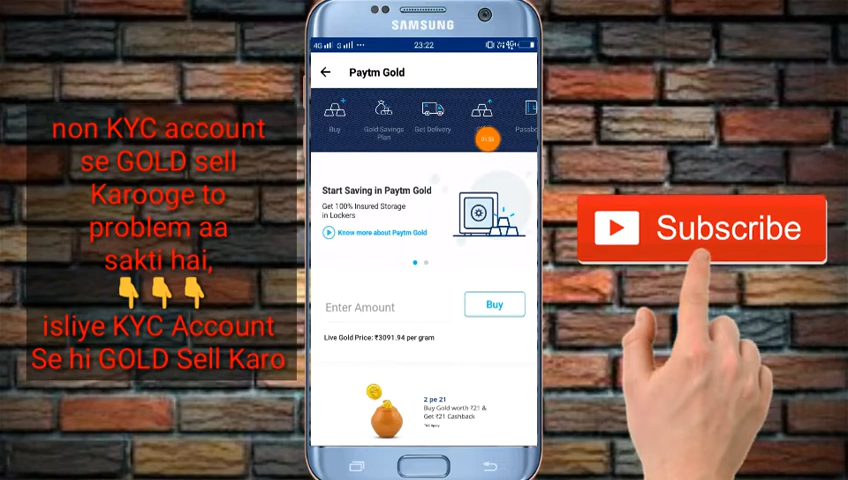 SAMSUNG
4G
23:22
Paytm Gold
non KYC account
se GOLD sell
Karooge to
problem aa
sakti hai,
👇👇👇
isliye KYC Account
Se hi GOLD Sell Karo
Buy
Gold Savings
Plan
Get Delivery
Start Saving in Paytm Gold
Get 100% Insured Storage
in Lockers
Know more about Paytm Gold
Enter Amount
Buy
Live Gold Price: ₹3091.94 per gram
2 pe 21
Buy Gold worth ₹21 &
Get ₹21 Cashback
Subscribe